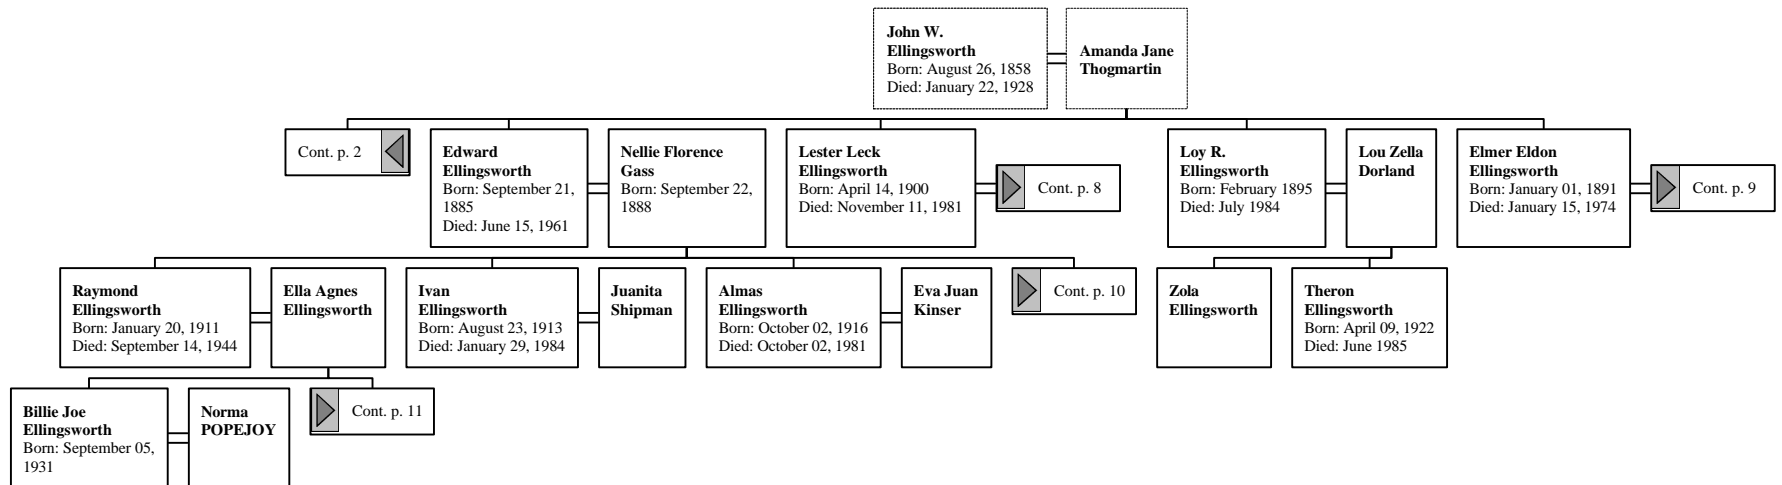 John W.
Ellingsworth
Born: August 26, 1858
Died: January 22, 1928
Amanda Jane
Thogmartin
Cont. p. 2
Edward
Ellingsworth
Born: September 21,
1885
Died: June 15, 1961
Nellie Florence
Gass
Born: September 22,
1888
Lester Leck
Ellingsworth
Born: April 14, 1900
Died: November 11, 1981
Cont. p. 8
Loy R.
Ellingsworth
Born: February 1895
Died: July 1984
Lou Zella
Dorland
Elmer Eldon
Ellingsworth
Born: January 01, 1891
Died: January 15, 1974
Cont. p. 9
Raymond
Ellingsworth
Born: January 20, 1911
Died: September 14, 1944
Ella Agnes
Ellingsworth
Ivan
Ellingsworth
Born: August 23, 1913
Died: January 29, 1984
Juanita
Shipman
Almas
Ellingsworth
Born: October 02, 1916
Died: October 02, 1981
Eva Juan
Kinser
Cont. p. 10
Zola
Ellingsworth
Theron
Ellingsworth
Born: April 09, 1922
Died: June 1985
Billie Joe
Ellingsworth
Born: September 05,
1931
Norma
POPEJOY
Cont. p. 11